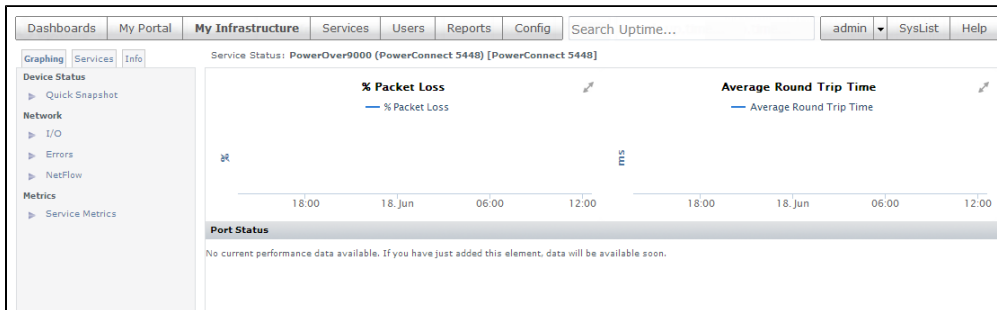 Dashboards My Portal My Infrastructure Services Users Reports Config Search Uptime... admin SysList Help
Graphing Services Info
Service Status: PowerOver9000 (PowerConnect 5448) [PowerConnect 5448]
Device Status
Quick Snapshot
Network
I/O
Errors
NetFlow
Metrics
Service Metrics
% Packet Loss
% Packet Loss
%
18:00 18. Jun 06:00 12:00
Average Round Trip Time
Average Round Trip Time
ms
18:00 18. Jun 06:00 12:00
Port Status
No current performance data available. If you have just added this element, data will be available soon.